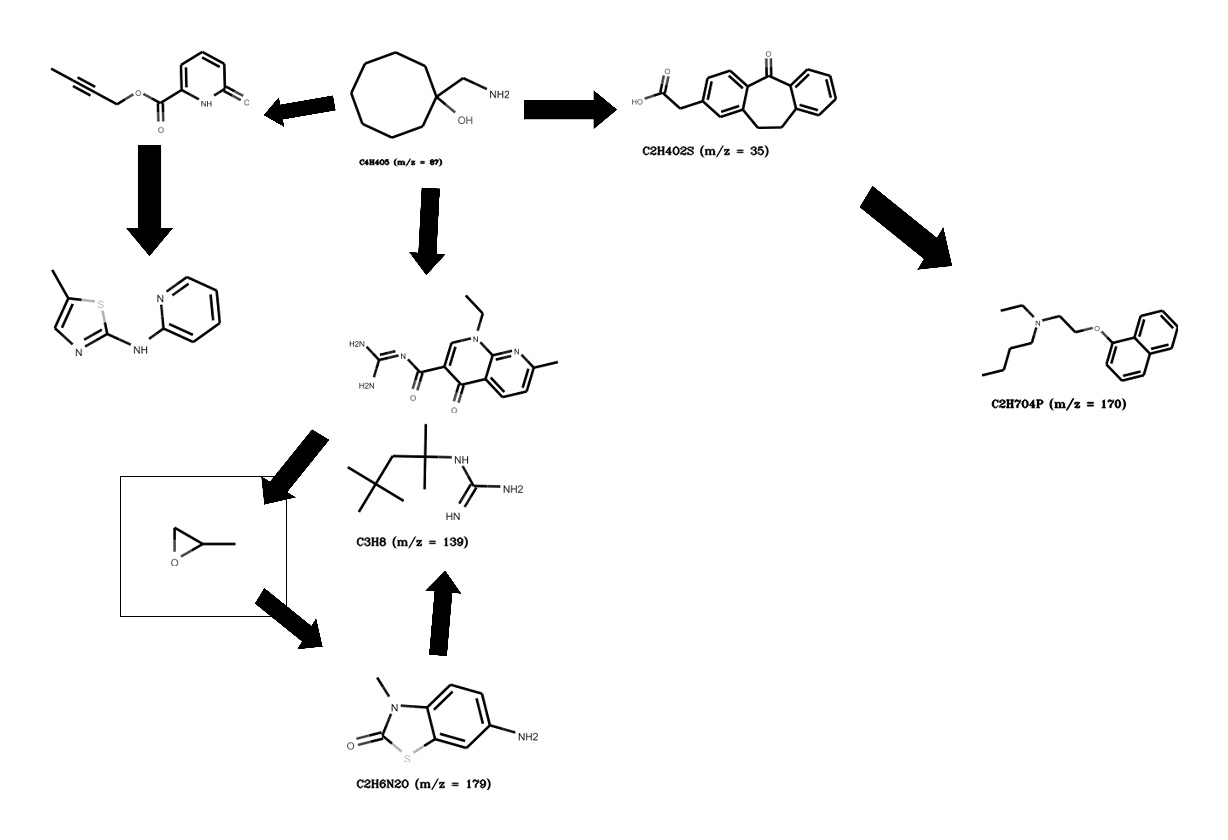 O
O
NH
O
C
NH2
OH
C4H4O5 (m/z = 87)
O
HO
O
C2H4O2S (m/z = 35)
S
N
NH
N
H2N
H2N
N
O
O
N
N
N
O
C2H7O4P (m/z = 170)
NH
NH2
HN
C3H8 (m/z = 139)
O
N
O
S
NH2
C2H6N2O (m/z = 179)